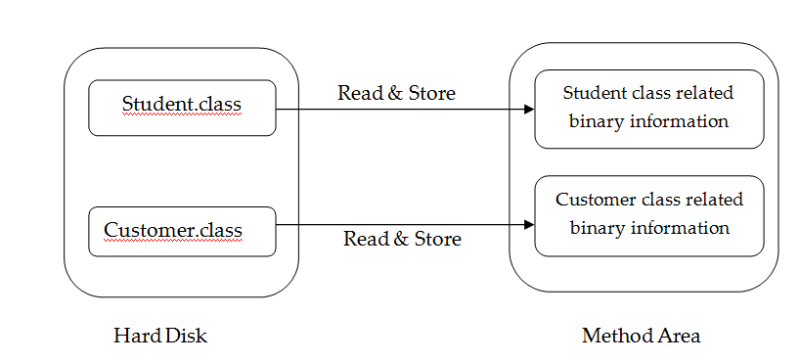 Student.class
Read & Store
Student class related
binary information
Customer.class
Read & Store
Customer class related
binary information
Hard Disk
Method Area